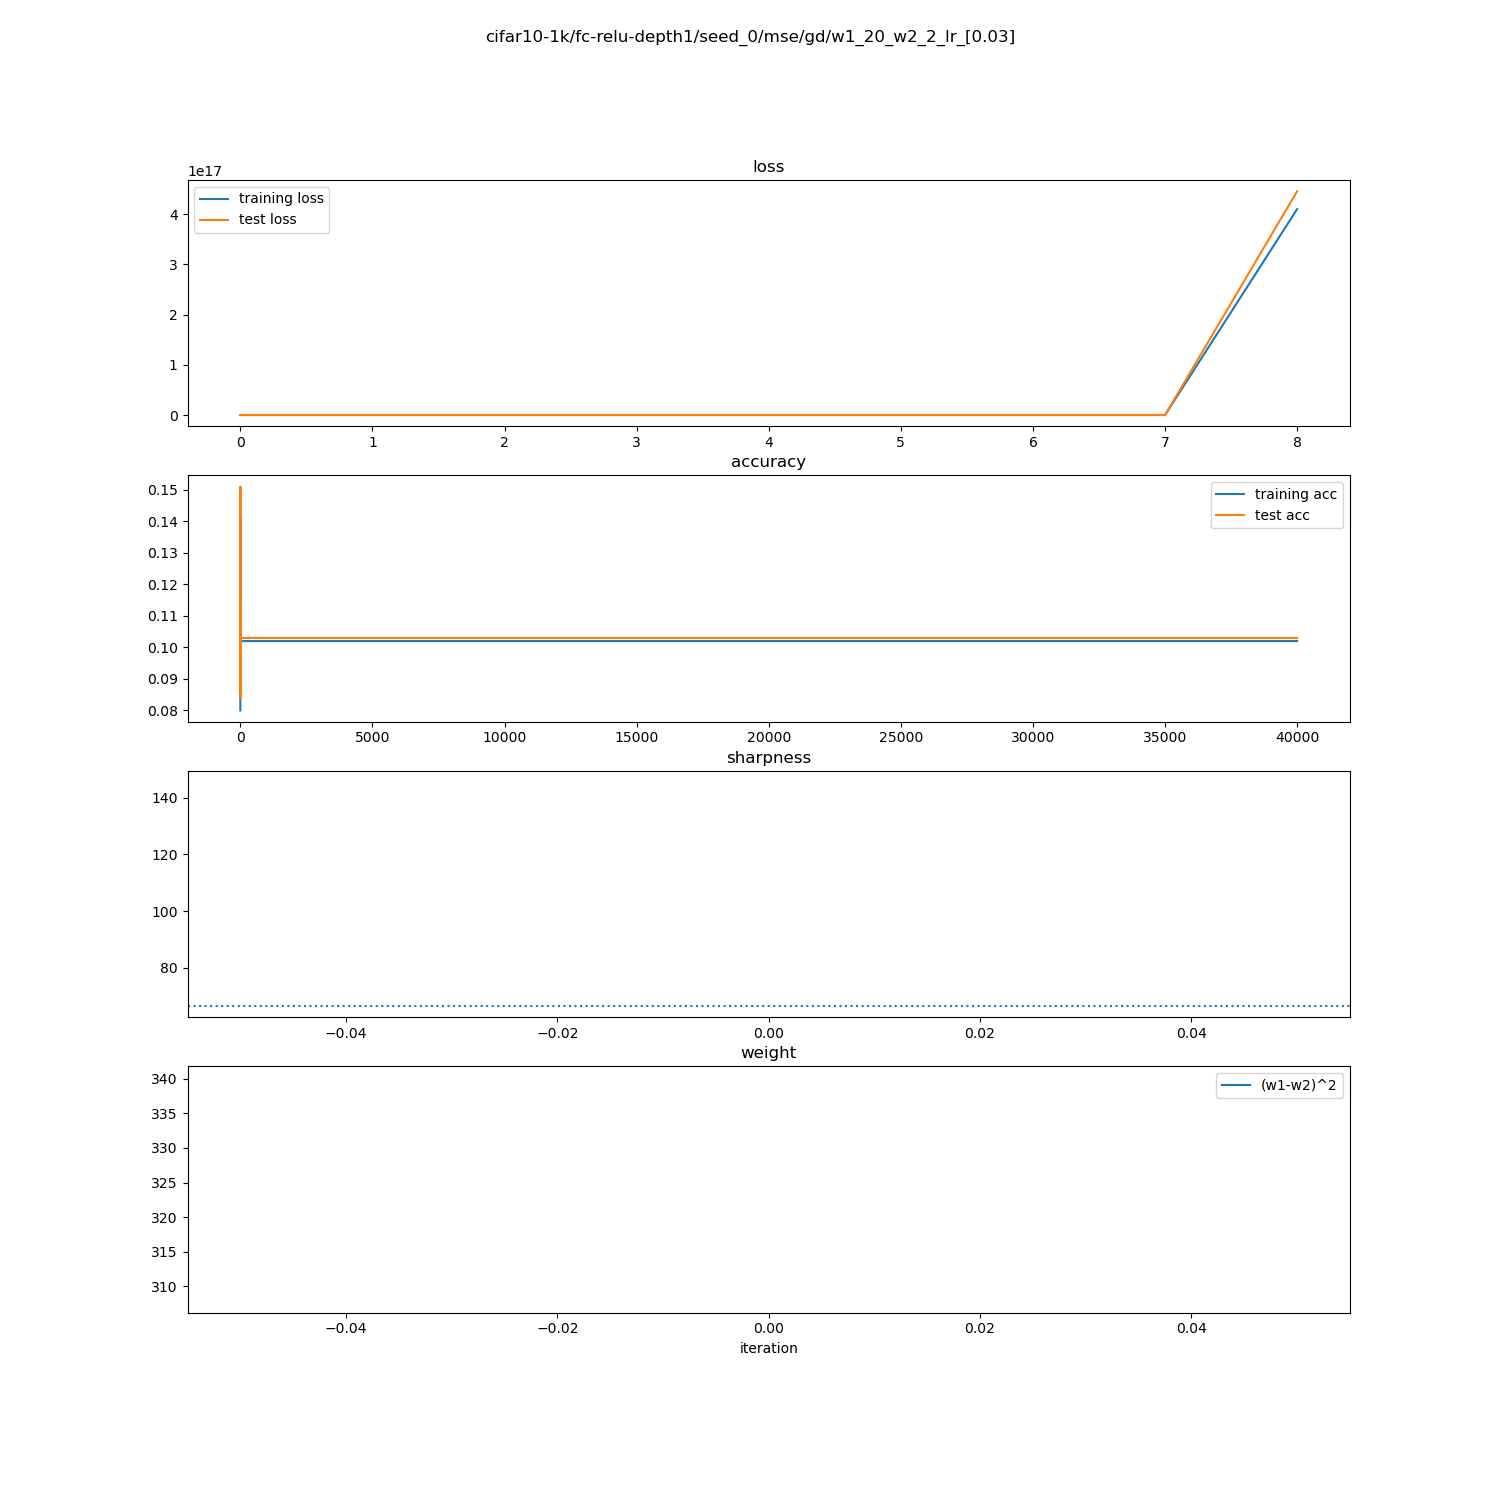 cifar10-1k/fc-relu-depth1/seed_0/mse/gd/w1_20_w2_2_lr_[0.03]
loss
1e17
training loss
test loss
4
3
2
1
0
0 1 2 3 4 5 6 7 8
accuracy
training acc
test acc
0.15
0.14
0.13
0.12
0.11
0.10
0.09
0.08
0 5000 10000 15000 20000 25000 30000 35000 40000
sharpness
140
120
100
80
−0.04 −0.02 0.00 0.02 0.04
weight
(w1-w2)^2
340
335
330
325
320
315
310
−0.04 −0.02 0.00 0.02 0.04
iteration